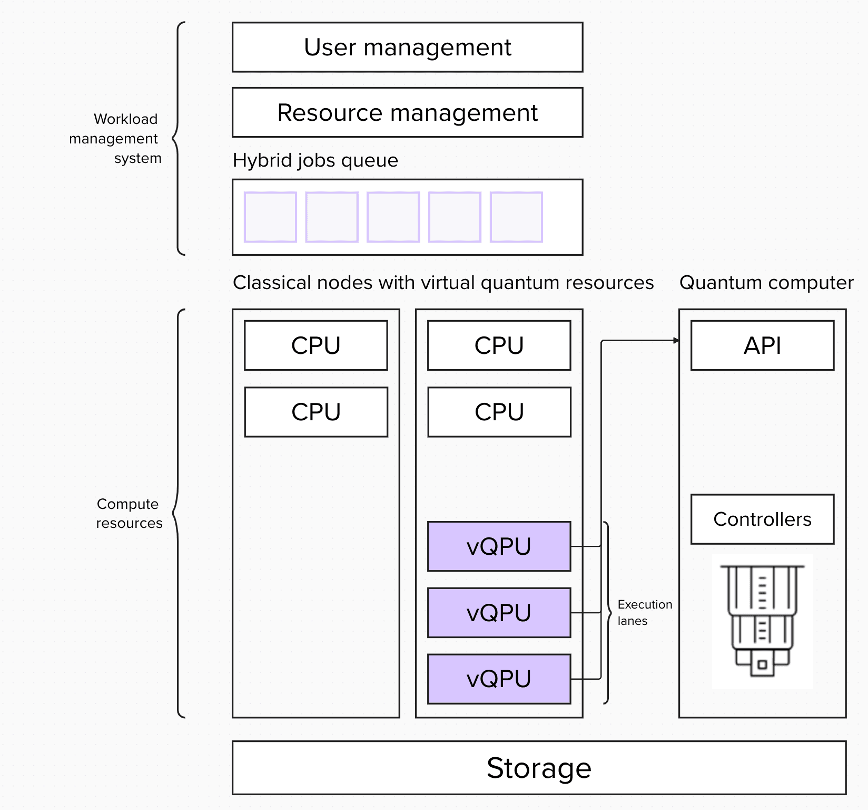 User management
Resource management
Workload
management
system
Hybrid jobs queue
Classical nodes with virtual quantum resources
Quantum computer
CPU
CPU
API
CPU
CPU
Compute
resources
Controllers
vQPU
vQPU
vQPU
Execution
lanes
Storage